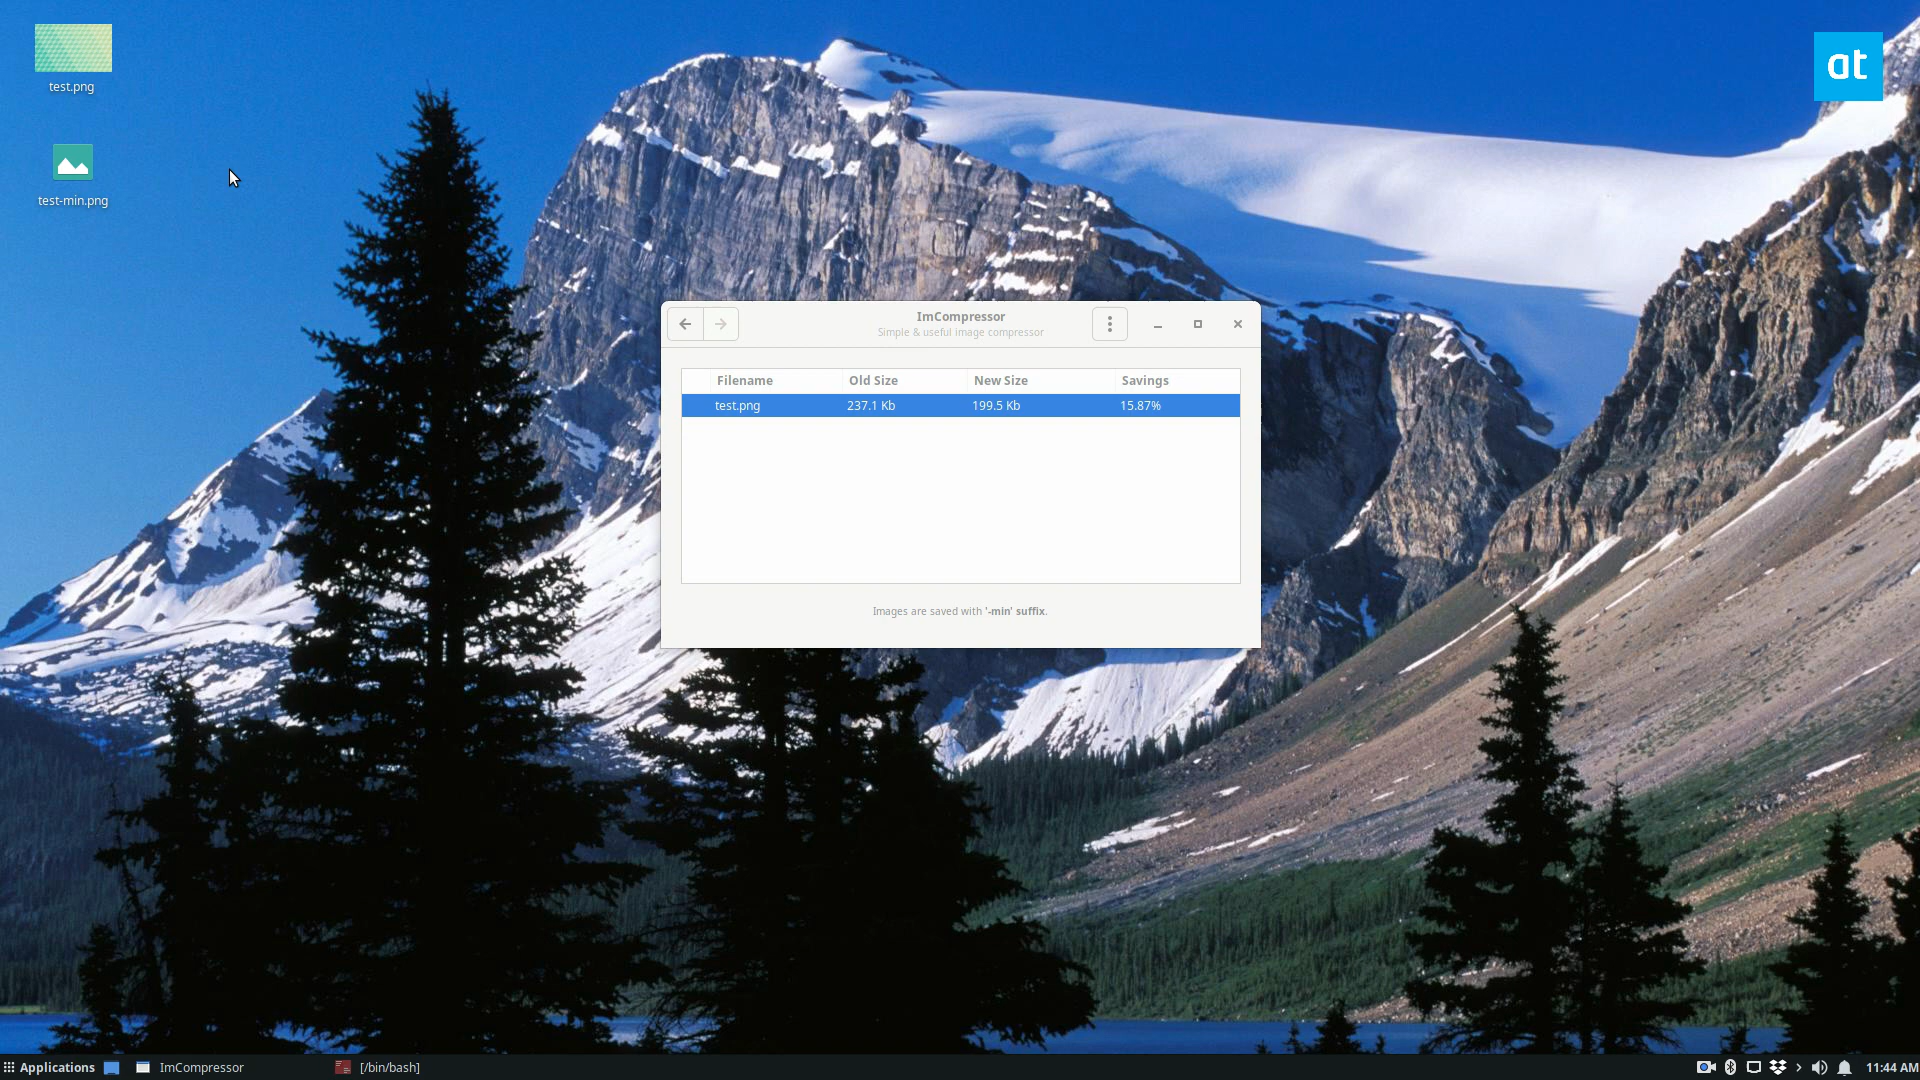 test.png
test-min.png
at
ImCompressor
Simple & useful image compressor
Filename Old Size New Size Savings
test.png 237.1 Kb 199.5 Kb 15.87%
Images are saved with '-min' suffix.
Applications ImCompressor [/bin/bash] 11:44 AM